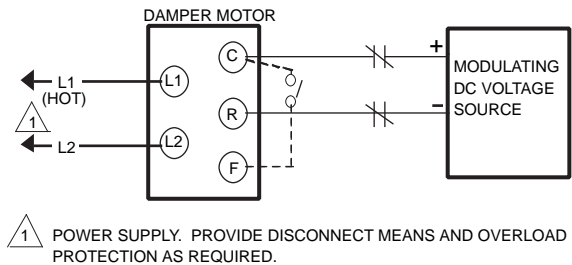 DAMPER MOTOR
C
+
L1
L1
(HOT)
MODULATING
DC VOLTAGE
SOURCE
R
−
1
L2
L2
F
1 POWER SUPPLY. PROVIDE DISCONNECT MEANS AND OVERLOAD
PROTECTION AS REQUIRED.